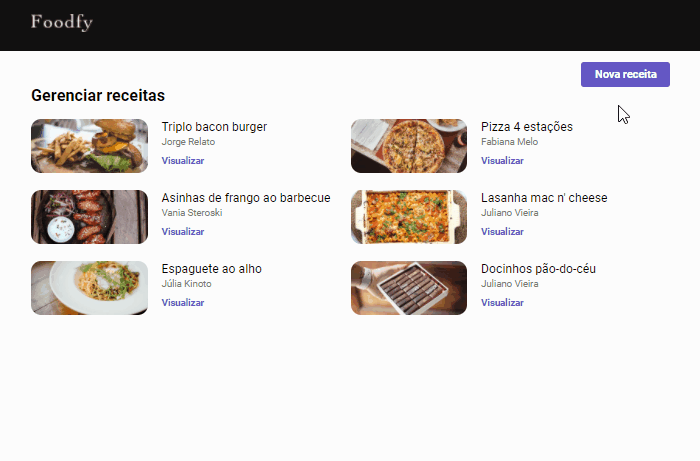 Foodfy
Nova receita
Gerenciar receitas
Triplo bacon burger
Jorge Relato
Visualizar
Pizza 4 estações
Fabiana Melo
Visualizar
Asinhas de frango ao barbecue
Vania Steroski
Visualizar
Lasanha mac n' cheese
Juliano Vieira
Visualizar
Espaguete ao alho
Júlia Kinoto
Visualizar
Docinhos pão-do-céu
Juliano Vieira
Visualizar